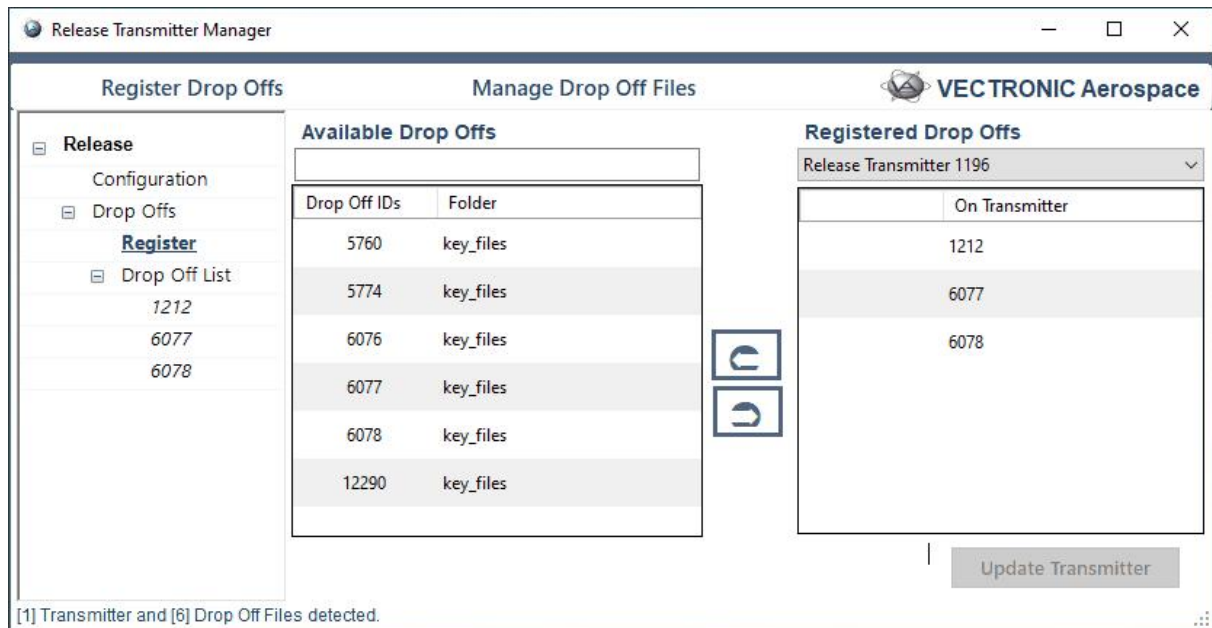 Release Transmitter Manager
Register Drop Offs
Manage Drop Off Files
VECTRONIC Aerospace
Release
Configuration
Drop Offs
Register
Drop Off List
1212
6077
6078
Available Drop Offs
Drop Off IDs Folder
5760 key_files
5774 key_files
6076 key_files
6077 key_files
6078 key_files
12290 key_files
Registered Drop Offs
Release Transmitter 1196
On Transmitter
1212
6077
6078
Update Transmitter
[1] Transmitter and [6] Drop Off Files detected.